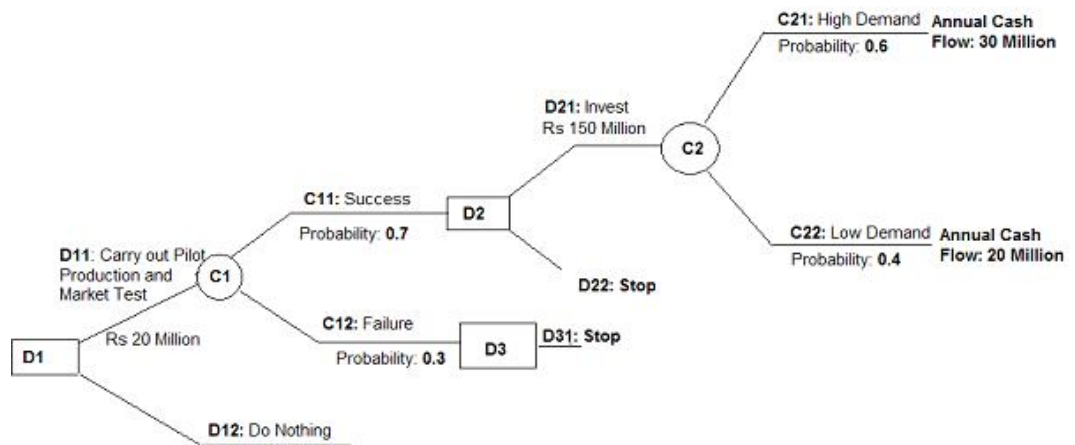 C21: High Demand
Probability: 0.6
Annual Cash
Flow: 30 Million
D21: Invest
Rs 150 Million
C2
C11: Success
Probability: 0.7
D2
C22: Low Demand
Probability: 0.4
Annual Cash
Flow: 20 Million
D11: Carry out Pilot
Production and
Market Test
C1
D22: Stop
C12: Failure
Probability: 0.3
D3
D31: Stop
Rs 20 Million
D1
D12: Do Nothing